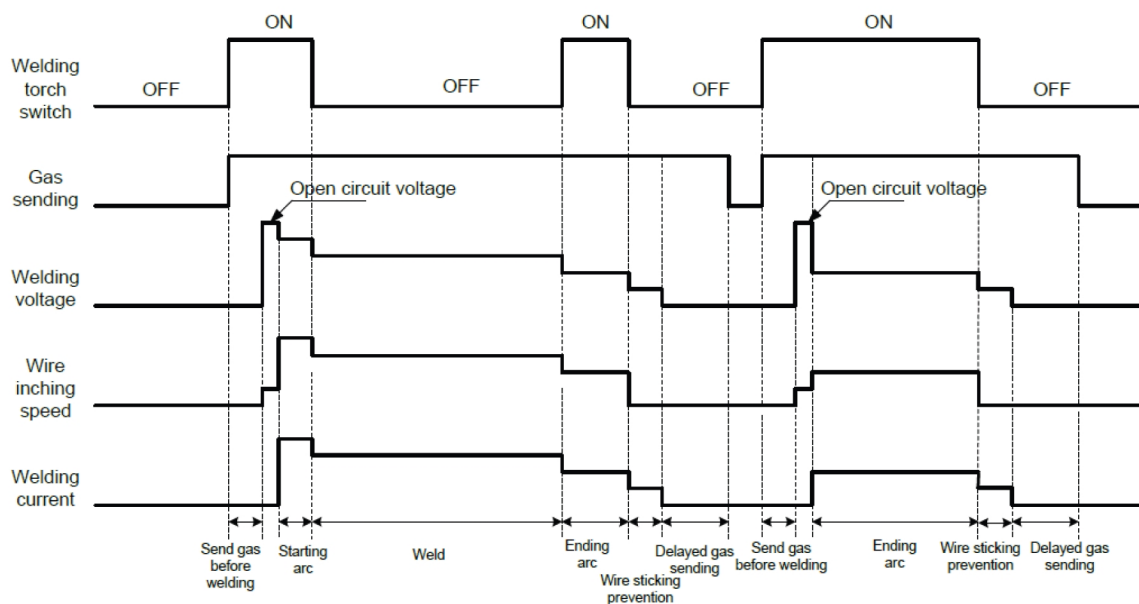 ON
ON
ON
Welding
torch
switch
OFF
OFF
OFF
OFF
Gas
sending
Open circuit voltage
Open circuit voltage
Welding
voltage
Wire
inching
speed
Welding
current
Send gas
before
welding
Starting
arc
Weld
Ending
arc
Wire sticking
prevention
Delayed gas
sending
Send gas
before welding
Ending
arc
Wire sticking
prevention
Delayed gas
sending